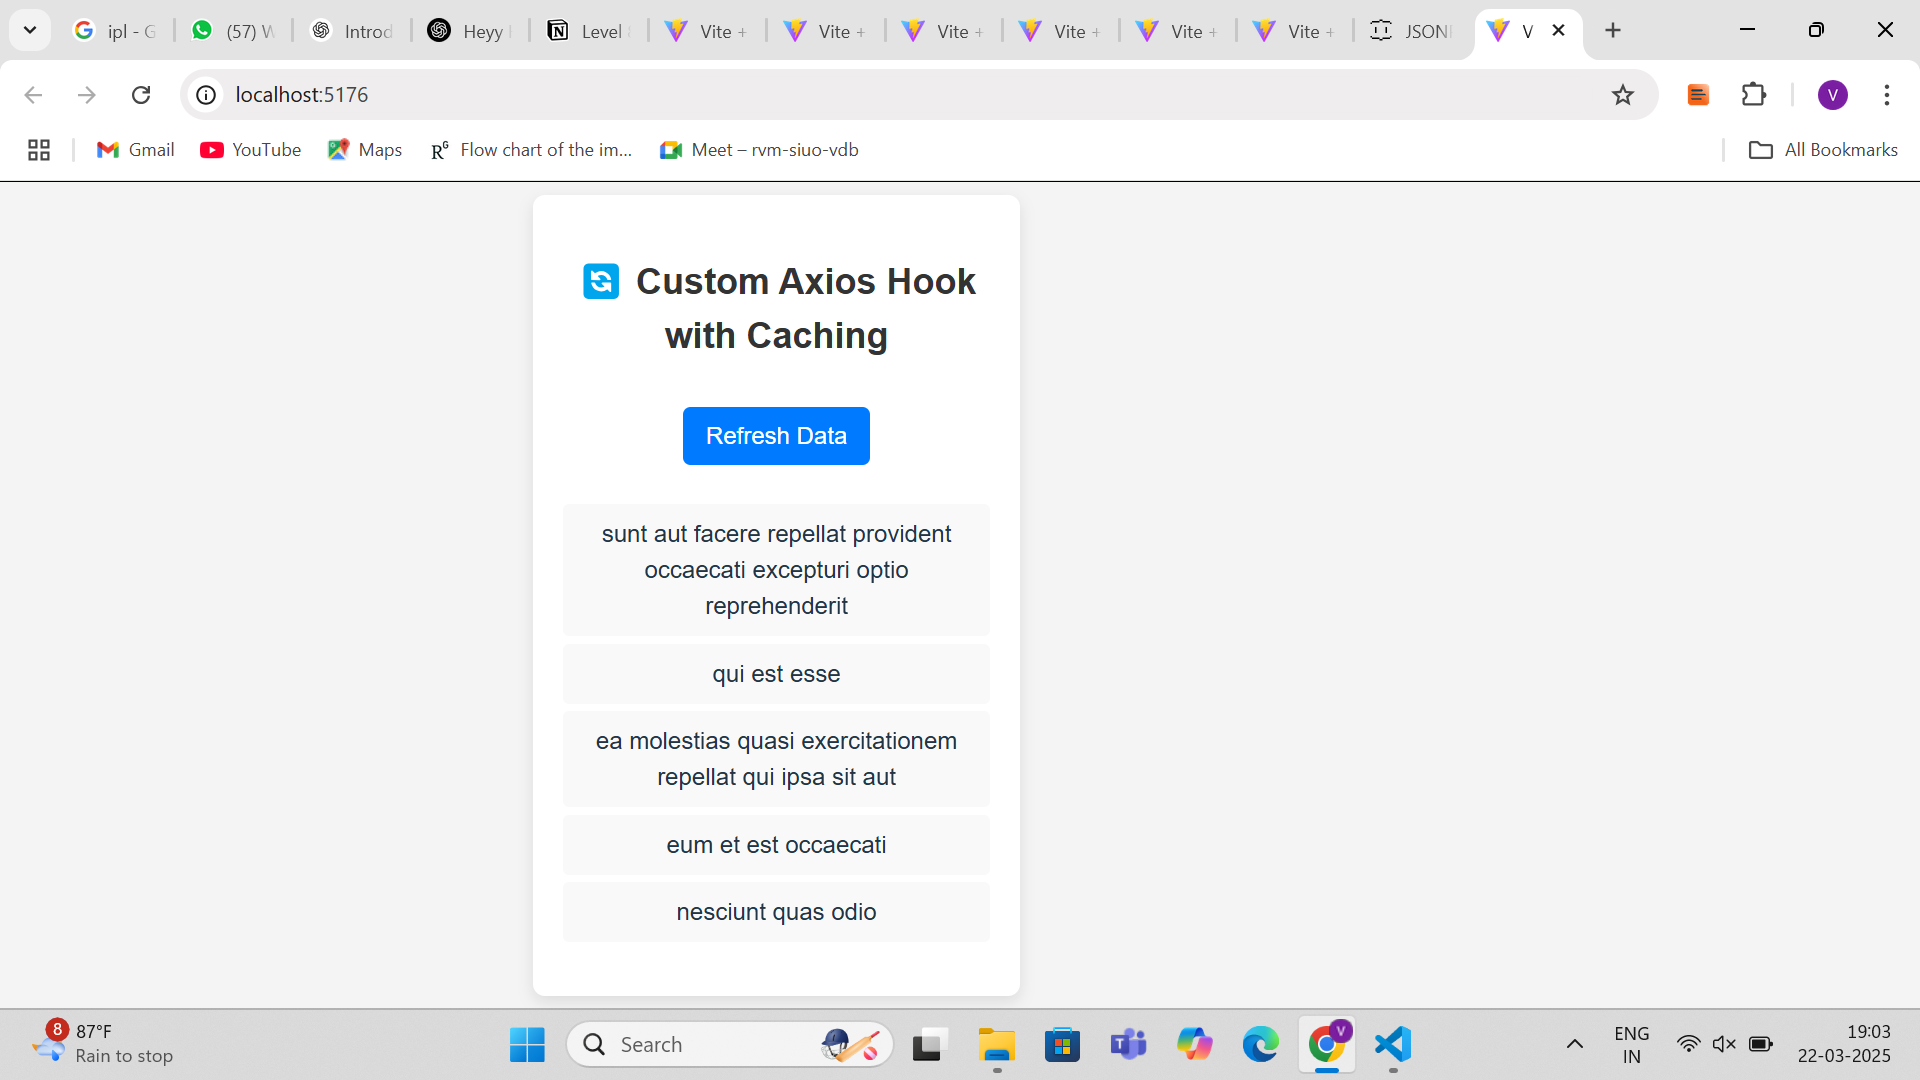 ipl - G
(57) W
Introd
Heyy
Level
Vite +
Vite +
Vite +
Vite +
Vite +
Vite +
JSON
V
localhost:5176
V
Gmail
YouTube
Maps
Flow chart of the im...
Meet – rvm-siuo-vdb
All Bookmarks
Custom Axios Hook
with Caching
Refresh Data
sunt aut facere repellat provident
occaecati excepturi optio
reprehenderit
qui est esse
ea molestias quasi exercitationem
repellat qui ipsa sit aut
eum et est occaecati
nesciunt quas odio
8
87°F
Rain to stop
Search
V
ENG
IN
19:03
22-03-2025